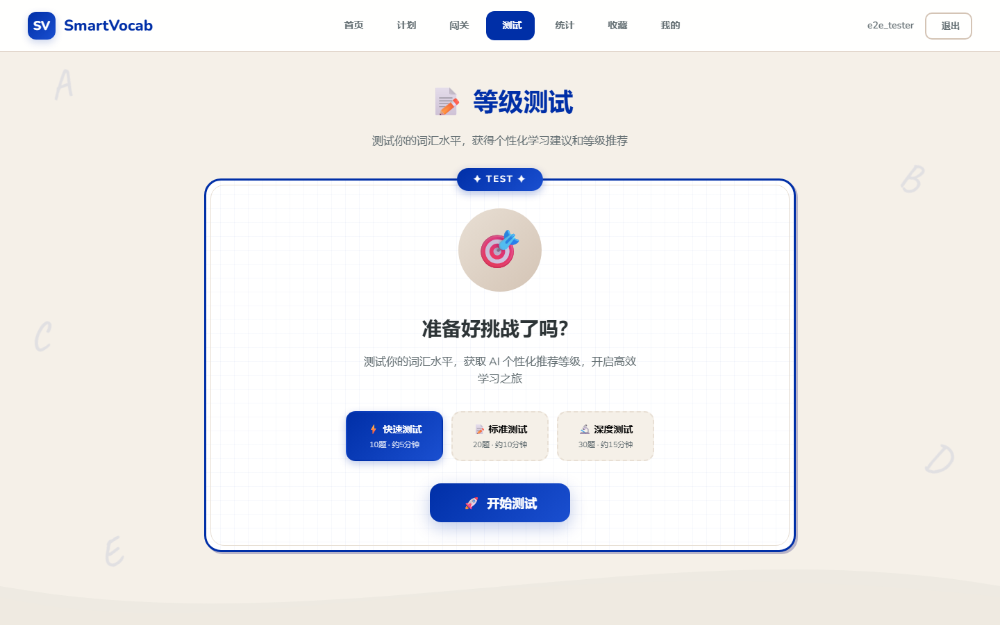 SV SmartVocab 首页 计划 闯关 测试 统计 收藏 我的 e2e_tester 退出
A
等级测试
测试你的词汇水平，获得个性化学习建议和等级推荐
B
✦ TEST ✦
准备好挑战了吗？
C
测试你的词汇水平，获取 AI 个性化推荐等级，开启高效
学习之旅
快速测试 标准测试 深度测试
10题 · 约5分钟 20题 · 约10分钟 30题 · 约15分钟
D
开始测试
E